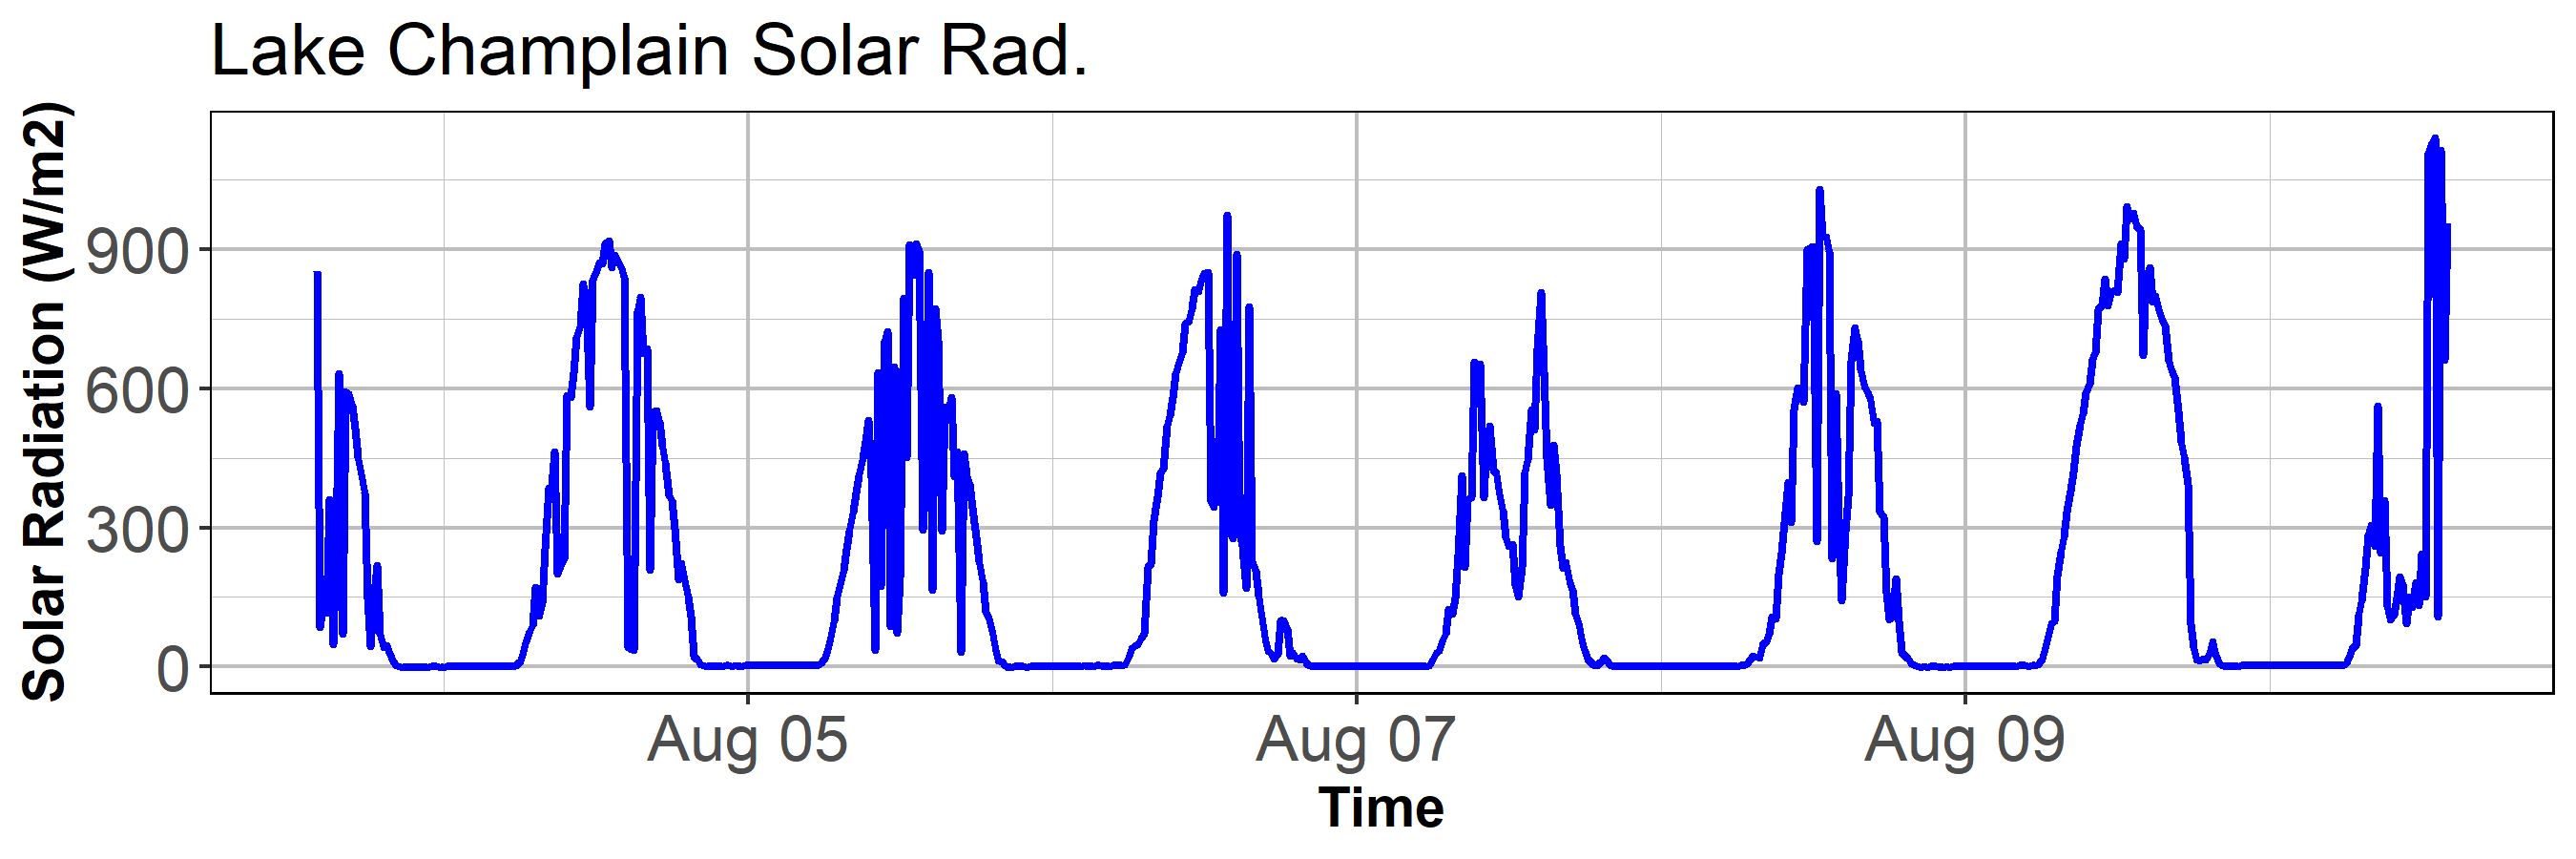 Lake Champlain Solar Rad.
Solar Radiation (W/m2)
900
600
300
0
Aug 05
Aug 07
Aug 09
Time